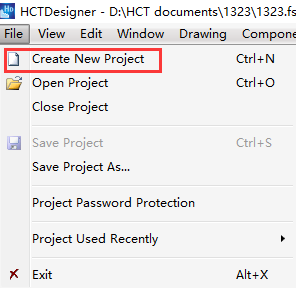 HCTDesigner - D:\HCT documents\1323\1323.fs
File View Edit Window Drawing Componen
Create New Project Ctrl+N
Open Project Ctrl+O
Close Project
Save Project Ctrl+S
Save Project As...
Project Password Protection
Project Used Recently
Exit Alt+X